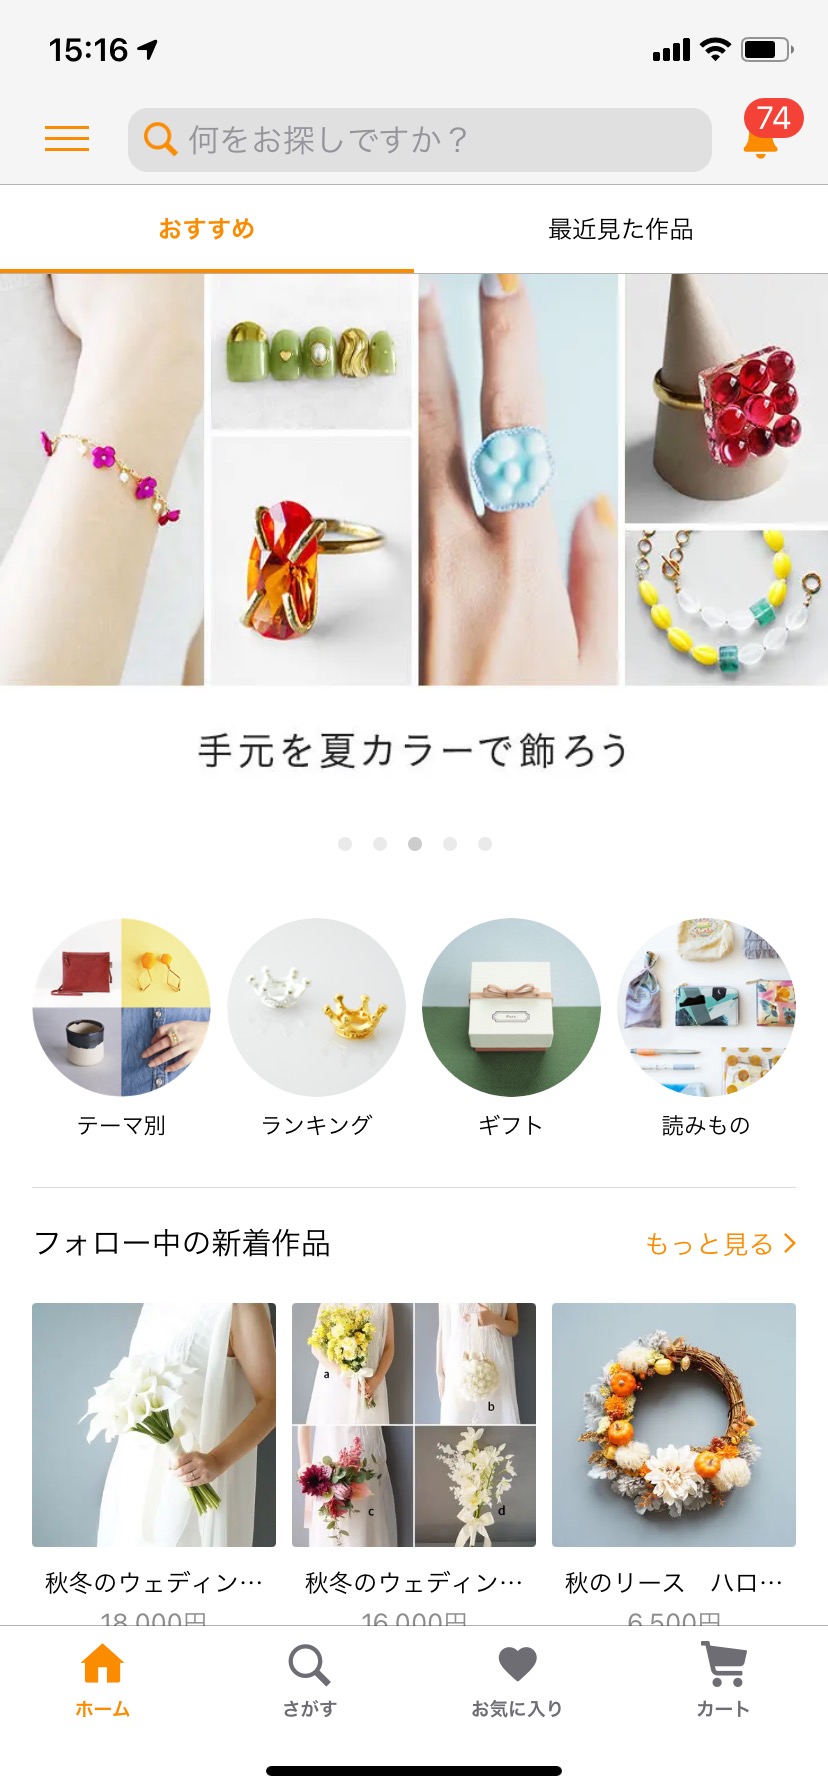 15:16
何をお探しですか？
74
おすすめ
最近見た作品
手元を夏カラーで飾ろう
テーマ別
ランキング
ギフト
読みもの
フォロー中の新着作品
もっと見る
a
b
c
d
秋冬のウェディン…
秋冬のウェディン…
秋のリース　ハロ…
18,000円
16,000円
6,500円
ホーム
さがす
お気に入り
カート